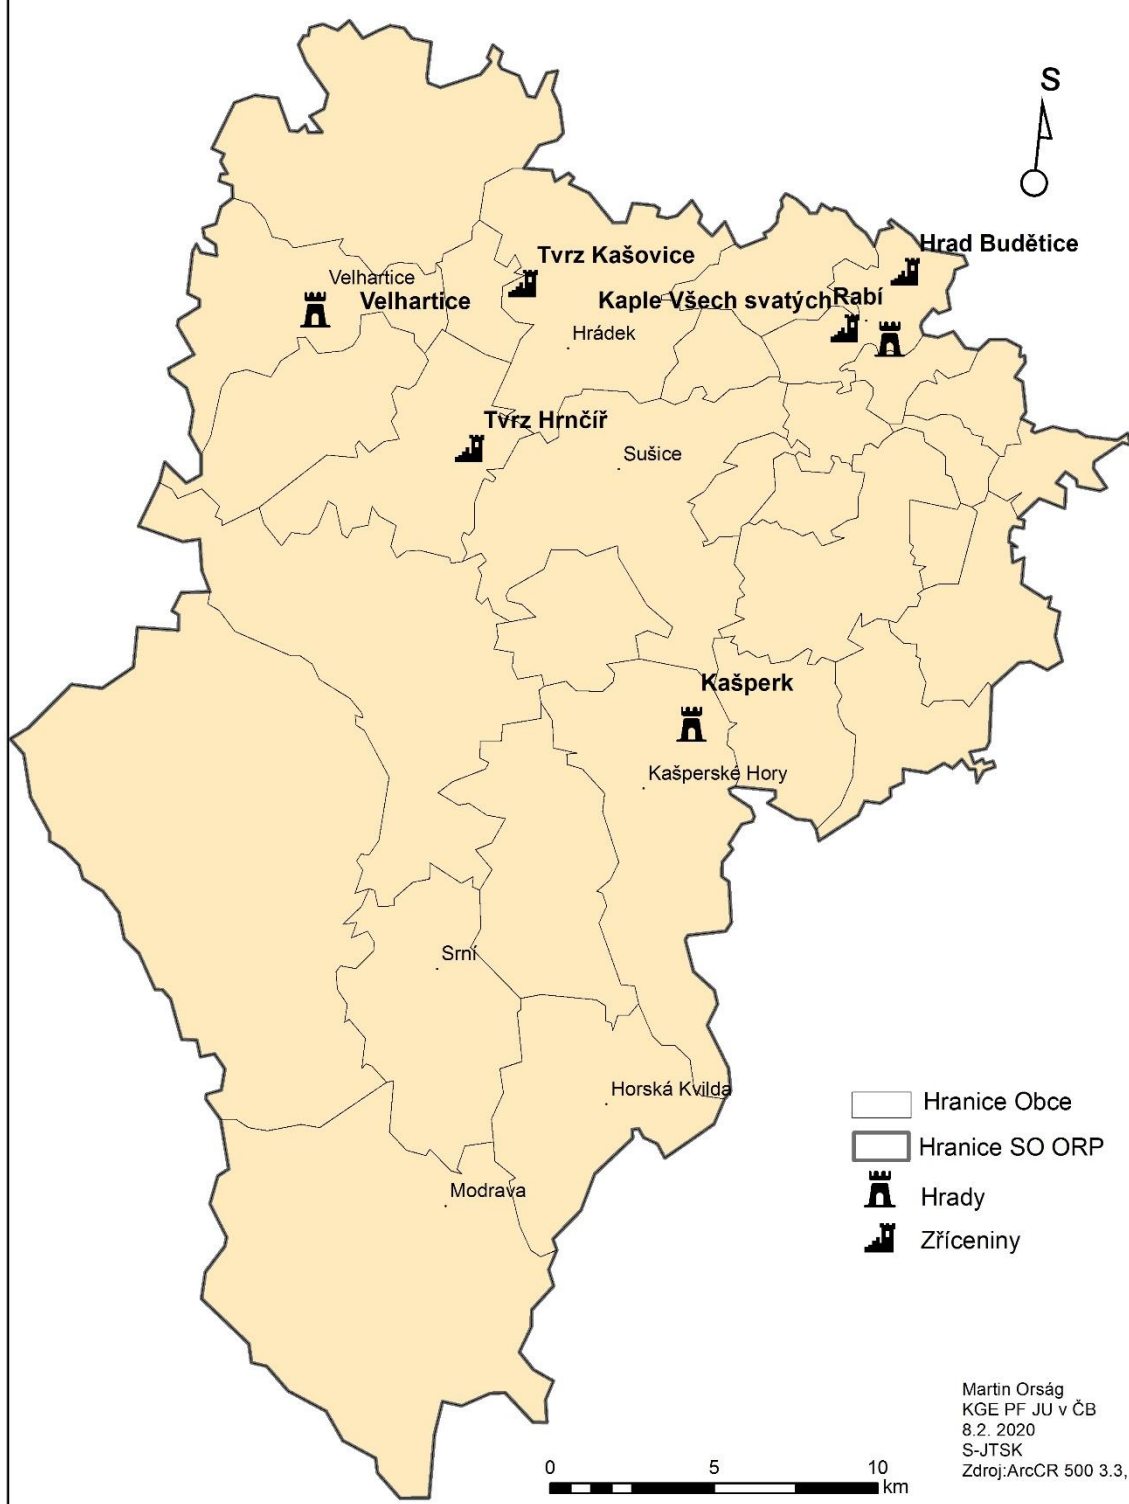 S
Hrad Budětice
Tvrz Kašovice
Velhartice
Velhartice
Kaple Všech svatých
Rabí
Hrádek
Tvrz Hrnčíř
Sušice
Kašperk
Kašperské Hory
Srní
Horská Kvilda
Modrava
Hranice Obce
Hranice SO ORP
Hrady
Zříceniny
Martin Orság
KGE PF JU v ČB
8.2. 2020
S-JTSK
Zdroj:ArcCR 500 3.3,
0 5 10
km